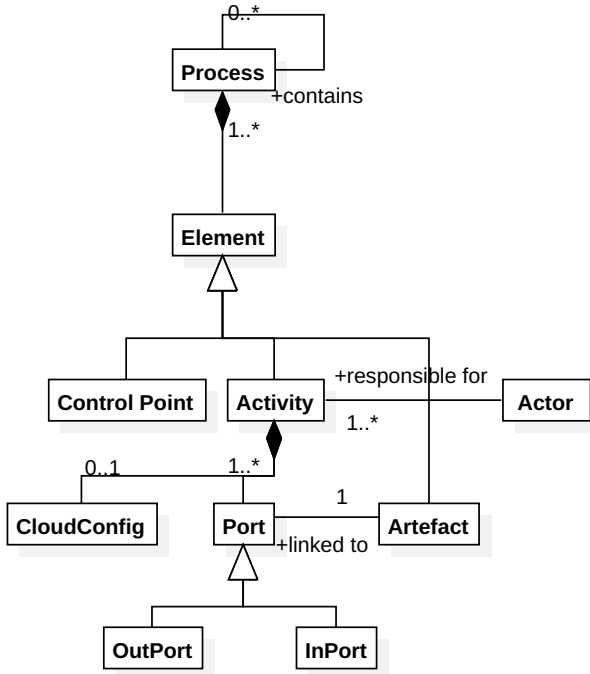 0..*
Process
+contains
1..*
Element
+responsible for
Control Point
Activity
Actor
1..*
0..1
1..*
1
CloudConfig
Port
Artefact
+linked to
OutPort
InPort